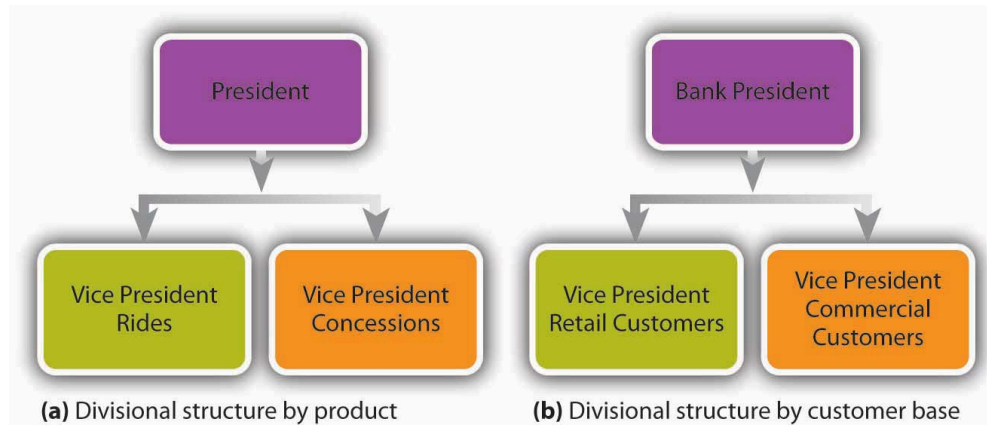 President
Vice President
Rides
Vice President
Concessions
(a) Divisional structure by product
Bank President
Vice President
Retail Customers
Vice President
Commercial
Customers
(b) Divisional structure by customer base